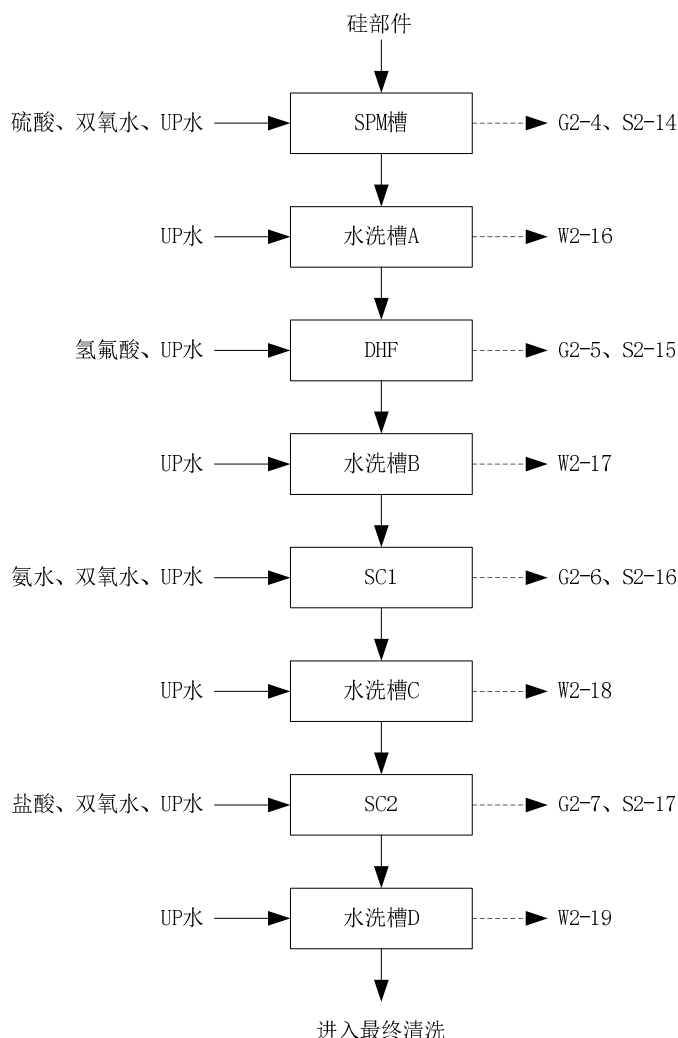 硅部件
硫酸、双氧水、UP水
SPM槽
G2-4、S2-14
UP水
水洗槽A
W2-16
氢氟酸、UP水
DHF
G2-5、S2-15
UP水
水洗槽B
W2-17
氨水、双氧水、UP水
SC1
G2-6、S2-16
UP水
水洗槽C
W2-18
盐酸、双氧水、UP水
SC2
G2-7、S2-17
UP水
水洗槽D
W2-19
进入最终清洗